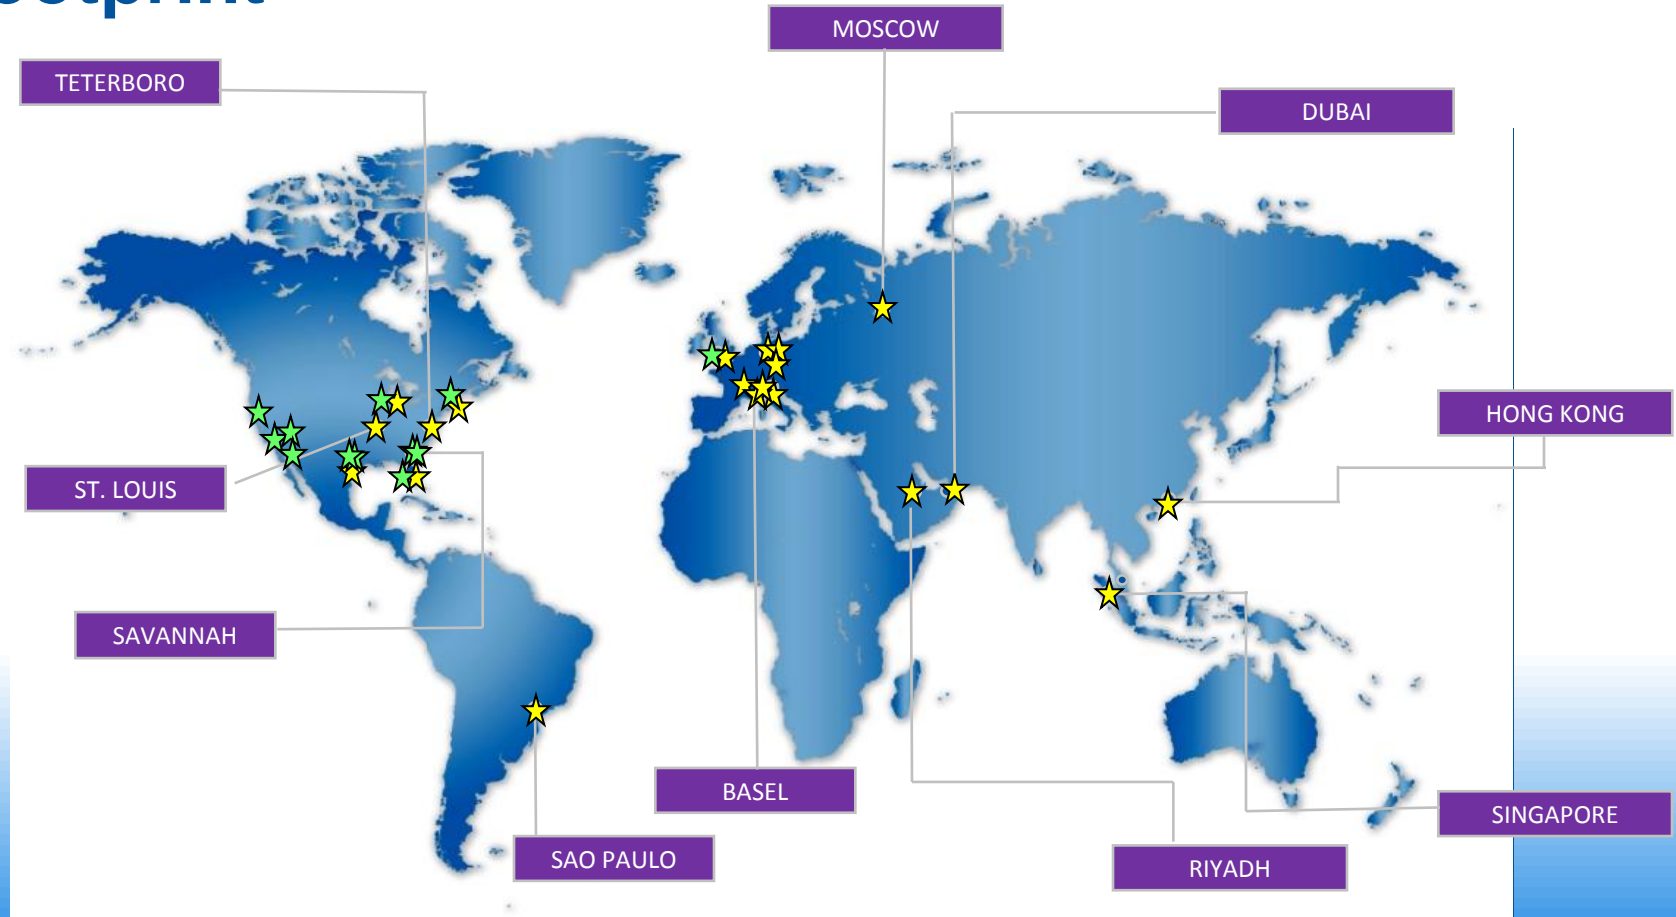 MOSCOW
TETERBORO
DUBAI
HONG KONG
ST. LOUIS
SAVANNAH
BASEL
SINGAPORE
SAO PAULO
RIYADH